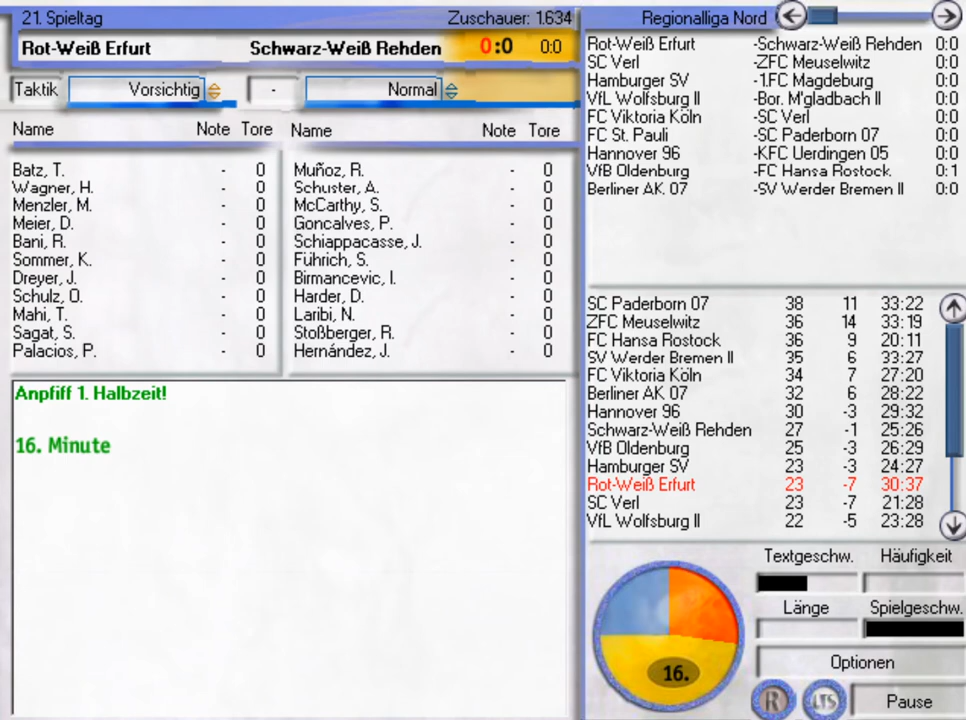 21. Spieltag Zuschauer: 1.634
Rot-Weiß Erfurt Schwarz-Weiß Rehden 0:0 0:0
Taktik Vorsichtig - Normal
Name Note Tore Name Note Tore
Batz, T. - 0 Muñoz, R. - 0
Wagner, H. - 0 Schuster, A. - 0
Menzler, M. - 0 McCarthy, S. - 0
Meier, D. - 0 Goncalves, P. - 0
Bani, R. - 0 Schiappacasse, J. - 0
Sommer, K. - 0 Führich, S. - 0
Dreyer, J. - 0 Birmancevic, I. - 0
Schulz, O. - 0 Harder, D. - 0
Mahi, T. - 0 Laribi, N. - 0
Sagat, S. - 0 Stoßberger, R. - 0
Palacios, P. - 0 Hernández, J. - 0
Anpfiff 1. Halbzeit!
16. Minute
Regionalliga Nord
Rot-Weiß Erfurt -Schwarz-Weiß Rehden 0:0
SC Verl -ZFC Meuselwitz 0:0
Hamburger SV -1.FC Magdeburg 0:0
VfL Wolfsburg II -Bor. M'gladbach II 0:0
FC Viktoria Köln -SC Verl 0:0
FC St. Pauli -SC Paderborn 07 0:0
Hannover 96 -KFC Uerdingen 05 0:0
VfB Oldenburg -FC Hansa Rostock 0:1
Berliner AK 07 -SV Werder Bremen II 0:0
SC Paderborn 07 38 11 33:22
ZFC Meuselwitz 36 14 33:19
FC Hansa Rostock 36 9 20:11
SV Werder Bremen II 35 6 33:27
FC Viktoria Köln 34 7 27:20
Berliner AK 07 32 6 28:22
Hannover 96 30 -3 29:32
Schwarz-Weiß Rehden 27 -1 25:26
VfB Oldenburg 25 -3 26:29
Hamburger SV 23 -3 24:27
Rot-Weiß Erfurt 23 -7 30:37
SC Verl 23 -7 21:28
VfL Wolfsburg II 22 -5 23:28
Textgeschw. Häufigkeit
Länge Spielgeschw.
16.
Optionen
R LTS Pause